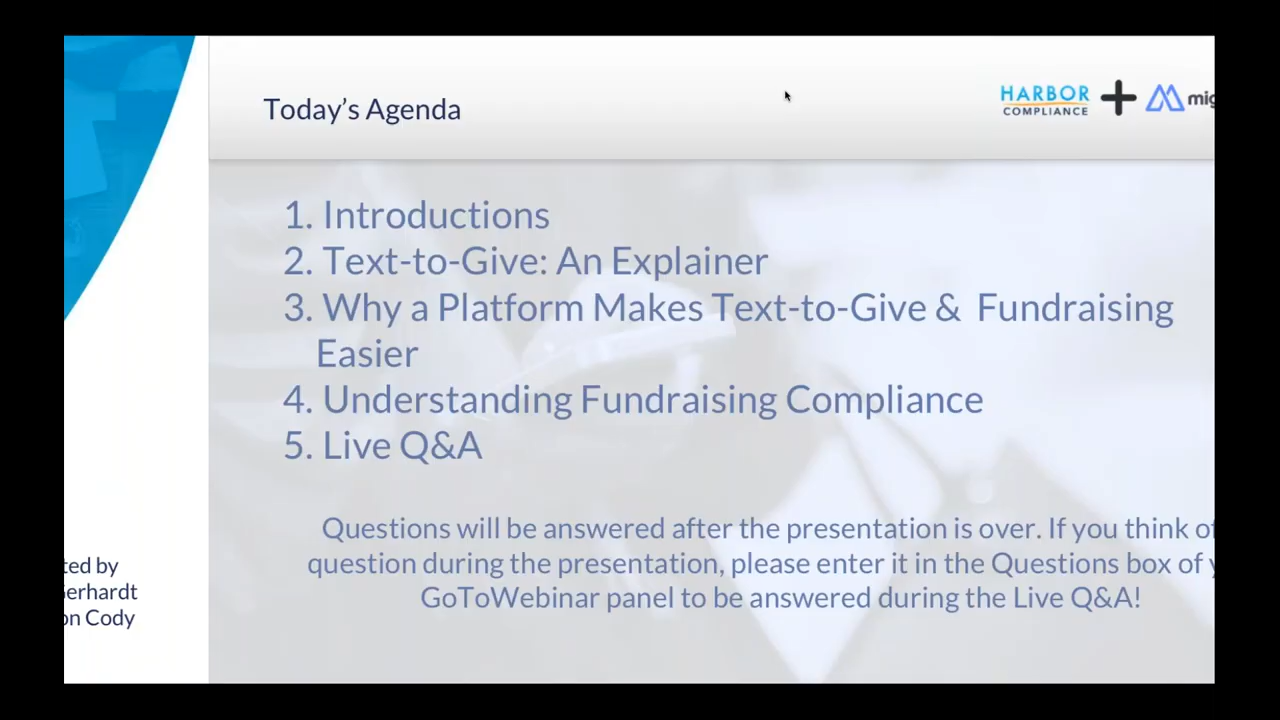 Today’s Agenda
HARBOR
COMPLIANCE
mig
1. Introductions
2. Text-to-Give: An Explainer
3. Why a Platform Makes Text-to-Give & Fundraising
Easier
4. Understanding Fundraising Compliance
5. Live Q&A
Questions will be answered after the presentation is over. If you think of
question during the presentation, please enter it in the Questions box of
GoToWebinar panel to be answered during the Live Q&A!
ted by
Gerhardt
on Cody